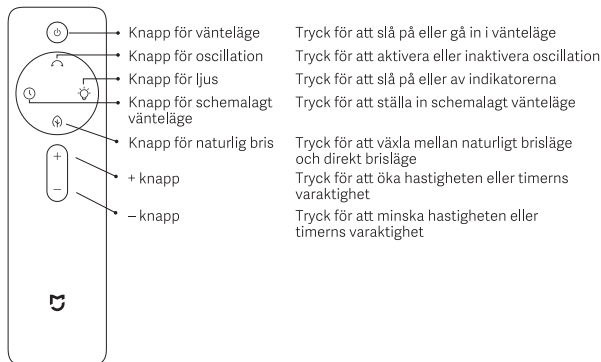 Knapp för vänteläge Tryck för att slå på eller gå in i vänteläge
Knapp för oscillation Tryck för att aktivera eller inaktivera oscillation
Knapp för ljus Tryck för att slå på eller av indikatorerna
Knapp för schemalagt Tryck för att ställa in schemalagt vänteläge
vänteläge
Knapp för naturlig bris Tryck för att växla mellan naturligt brisläge
och direkt brisläge
+ knapp Tryck för att öka hastigheten eller timerns
varaktighet
– knapp Tryck för att minska hastigheten eller
timerns varaktighet
+
–